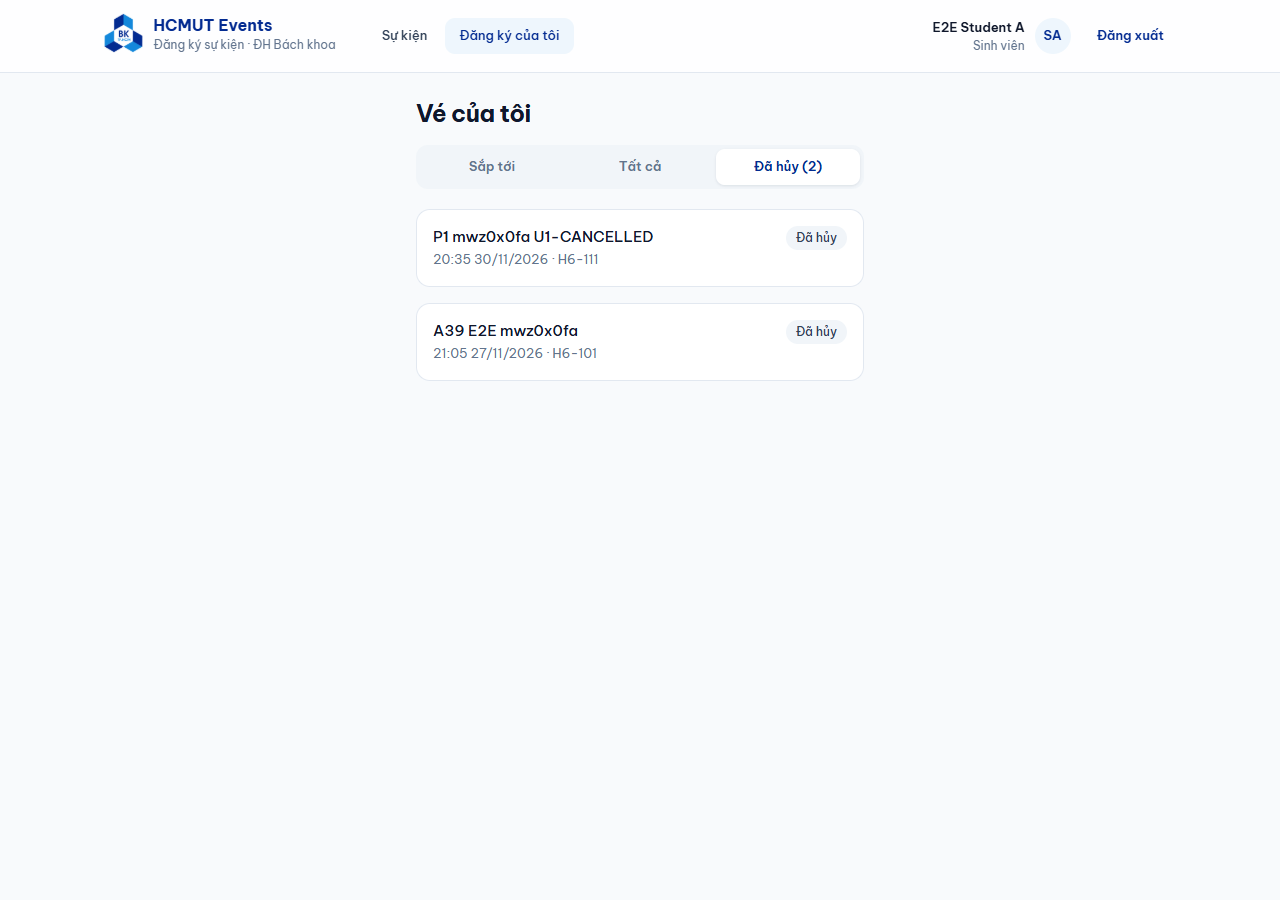 HCMUT Events
Đăng ký sự kiện · ĐH Bách khoa
Sự kiện
Đăng ký của tôi
E2E Student A
Sinh viên
SA
Đăng xuất
Vé của tôi
Sắp tới
Tất cả
Đã hủy (2)
P1 mwz0x0fa U1-CANCELLED
Đã hủy
20:35 30/11/2026 · H6-111
A39 E2E mwz0x0fa
Đã hủy
21:05 27/11/2026 · H6-101
BK